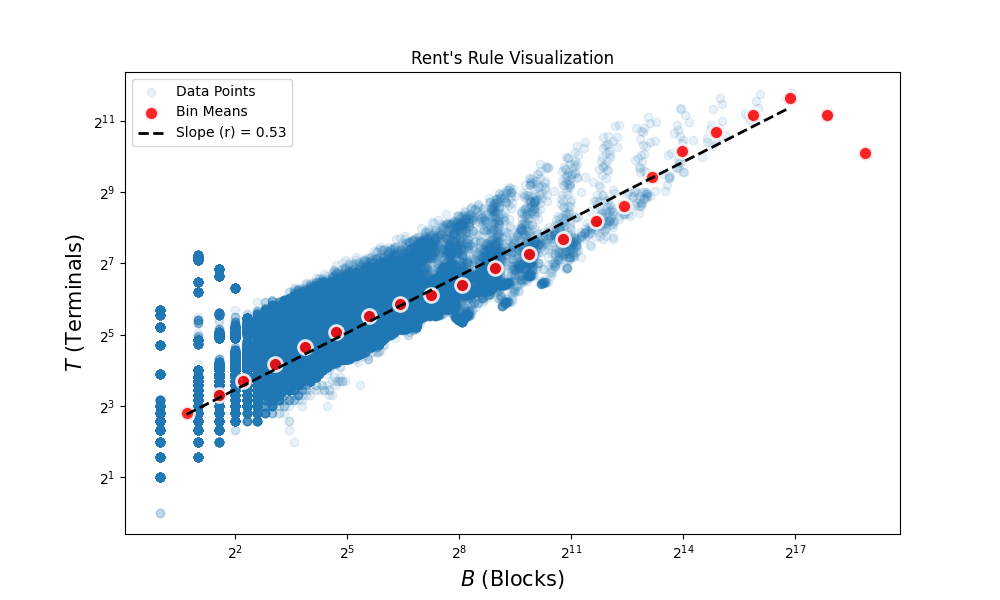 Rent's Rule Visualization
Data Points
Bin Means
Slope (r) = 0.53
2^11
2^9
2^7
2^5
2^3
2^1
T (Terminals)
2^2 2^5 2^8 2^11 2^14 2^17
B (Blocks)